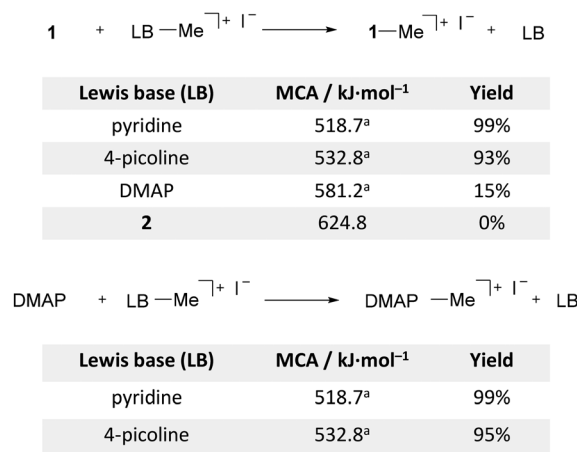 1 + LB—Me⁺ I⁻ → 1—Me⁺ I⁻ + LB
Lewis base (LB) MCA / kJ·mol⁻¹ Yield
pyridine 518.7ᵃ 99%
4-picoline 532.8ᵃ 93%
DMAP 581.2ᵃ 15%
2 624.8 0%
DMAP + LB—Me⁺ I⁻ → DMAP—Me⁺ I⁻ + LB
Lewis base (LB) MCA / kJ·mol⁻¹ Yield
pyridine 518.7ᵃ 99%
4-picoline 532.8ᵃ 95%